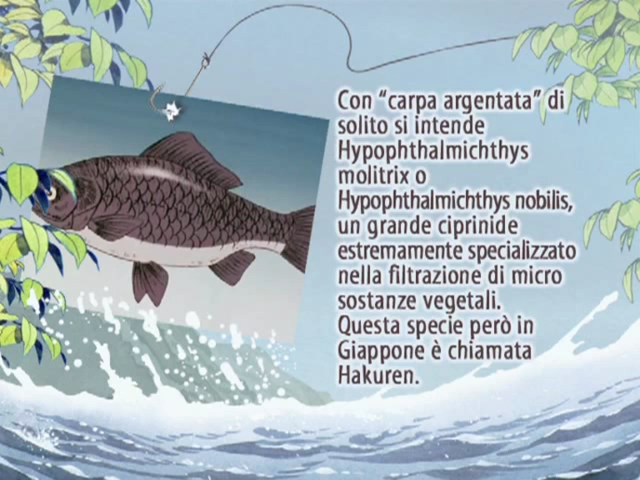 Con “carpa argentata” di
solito si intende
Hypophthalmichthys
molitrix o
Hypophthalmichthys nobilis,
un grande ciprinide
estremamente specializzato
nella filtrazione di micro
sostanze vegetali.
Questa specie però in
Giappone è chiamata
Hakuren.